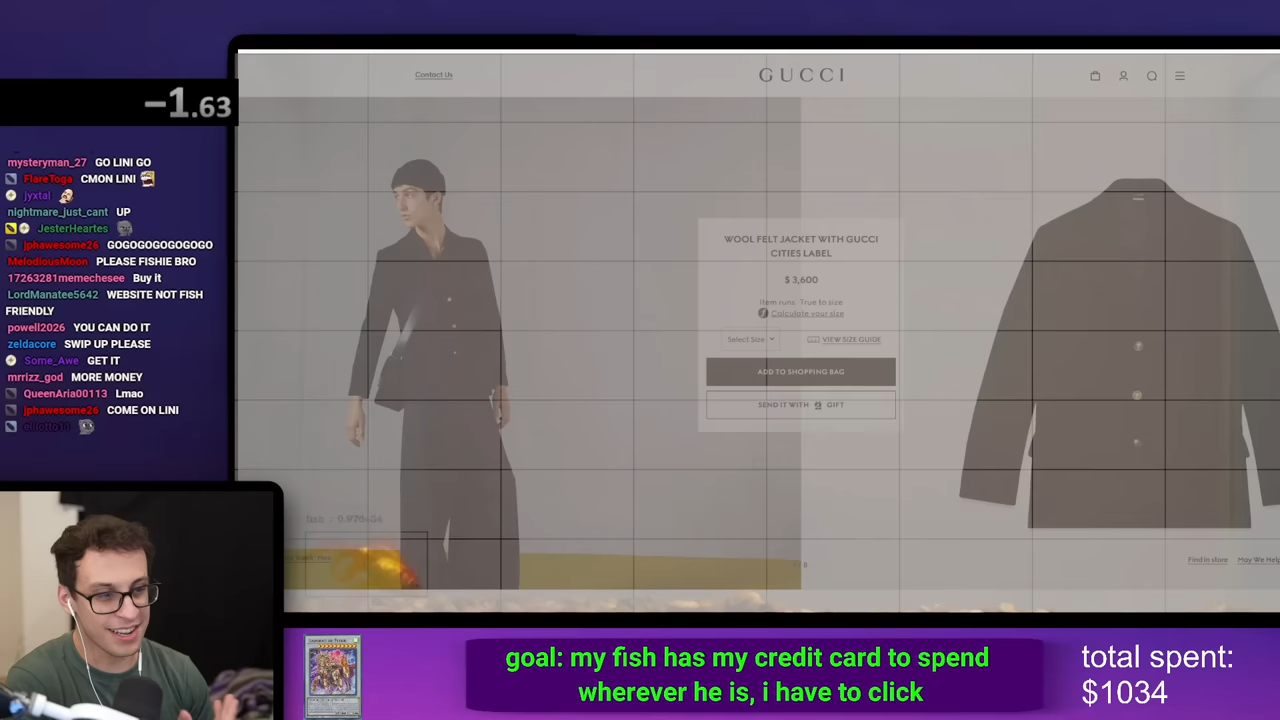 −1.63
mysteryman_27 GO LINI GO
FlareToga CMON LINI
jyxtal
nightmare_just_cant UP
JesterHeartes
jphawesome26 GOGOGOGOGOGOGO
MelodiousMoon PLEASE FISHIE BRO
17263281memechesee Buy it
LordManatee5642 WEBSITE NOT FISH
FRIENDLY
powell2026 YOU CAN DO IT
zeldacore SWIP UP PLEASE
Some_Awe GET IT
mrrizz_god MORE MONEY
QueenAria00113 Lmao
jphawesome26 COME ON LINI
Contact Us
GUCCI
WOOL FELT JACKET WITH GUCCI
CITIES LABEL
$ 3,600
Item runs True to size
Calculate your size
Select Size
VIEW SIZE GUIDE
ADD TO SHOPPING BAG
SEND IT WITH GIFT
fish : 0.976454
/ 8
Find in store
May We Help
goal: my fish has my credit card to spend
wherever he is, i have to click
total spent:
$1034